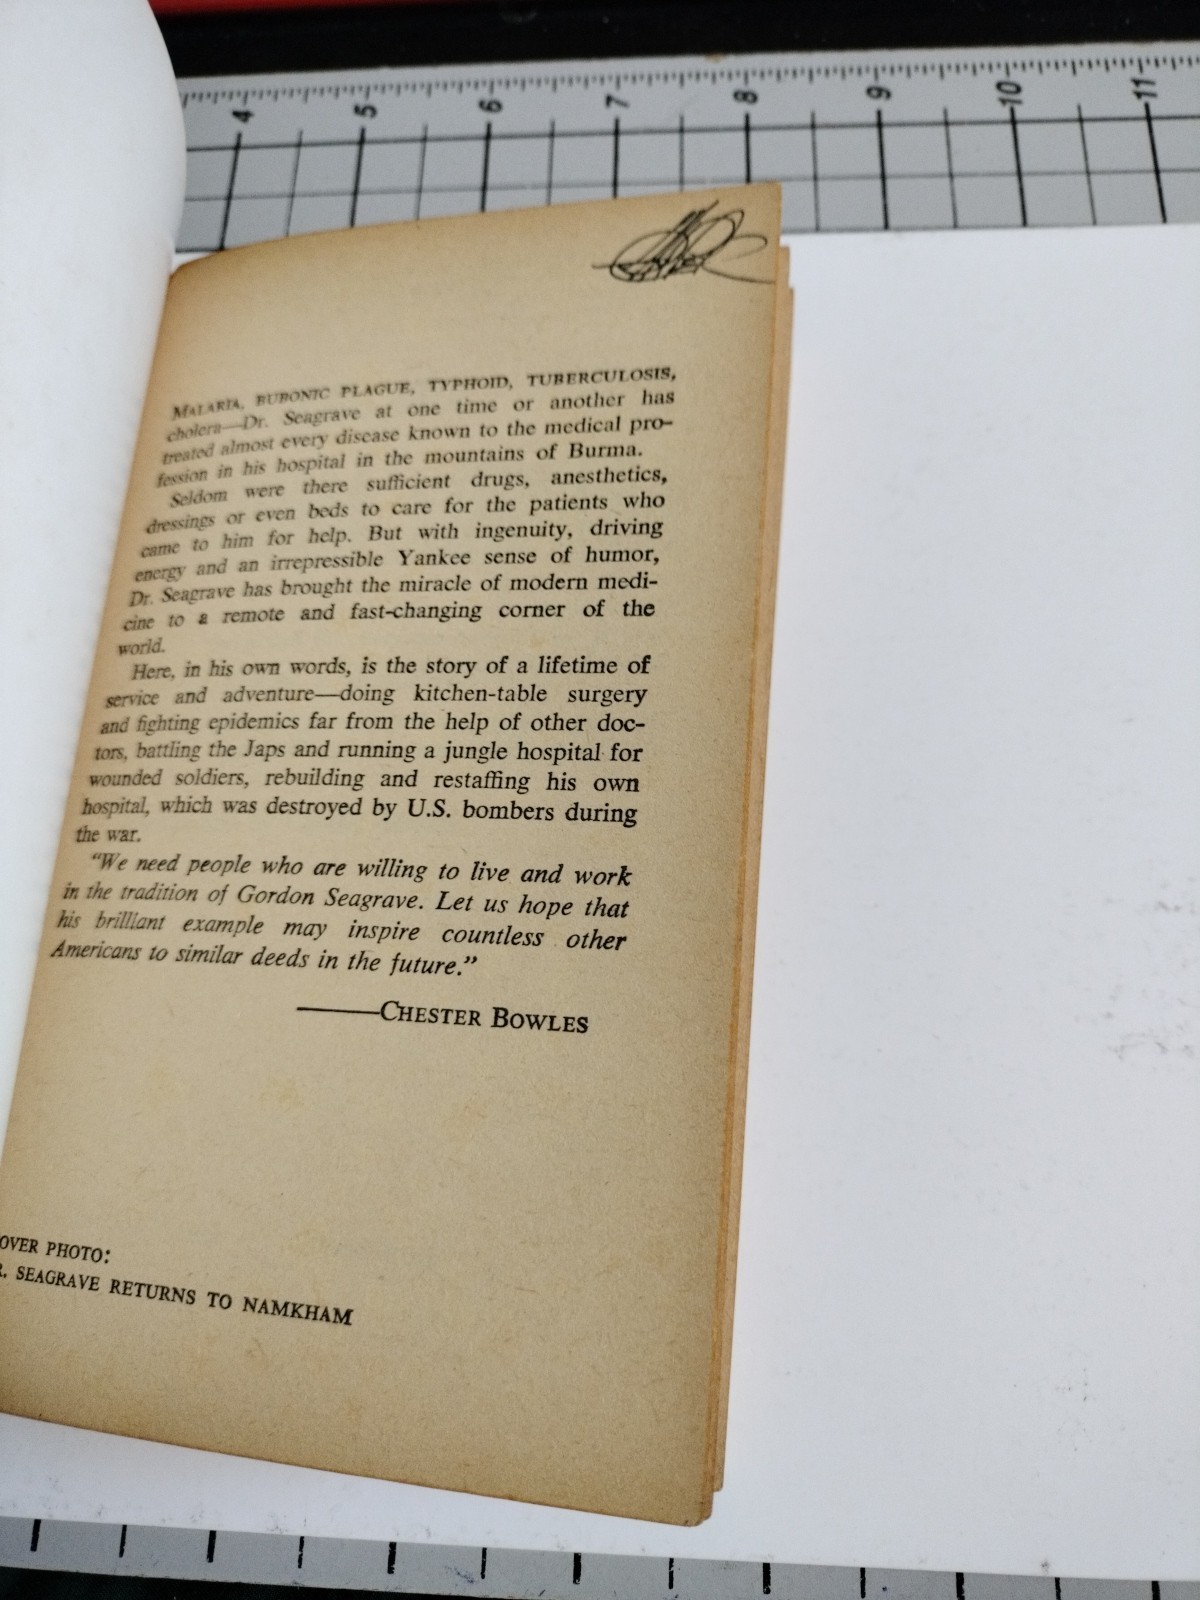 4 5 6 7 8 9 10 11
MALARIA, BUBONIC PLAGUE, TYPHOID, TUBERCULOSIS,
cholera—Dr. Seagrave at one time or another has
treated almost every disease known to the medical pro-
fession in his hospital in the mountains of Burma.
Seldom were there sufficient drugs, anesthetics,
dressings or even beds to care for the patients who
came to him for help. But with ingenuity, driving
energy and an irrepressible Yankee sense of humor,
Dr. Seagrave has brought the miracle of modern medi-
cine to a remote and fast-changing corner of the
world.
Here, in his own words, is the story of a lifetime of
service and adventure—doing kitchen-table surgery
and fighting epidemics far from the help of other doc-
tors, battling the Japs and running a jungle hospital for
wounded soldiers, rebuilding and restaffing his own
hospital, which was destroyed by U.S. bombers during
the war.
"We need people who are willing to live and work
in the tradition of Gordon Seagrave. Let us hope that
his brilliant example may inspire countless other
Americans to similar deeds in the future."
———CHESTER BOWLES
OVER PHOTO:
R. SEAGRAVE RETURNS TO NAMKHAM